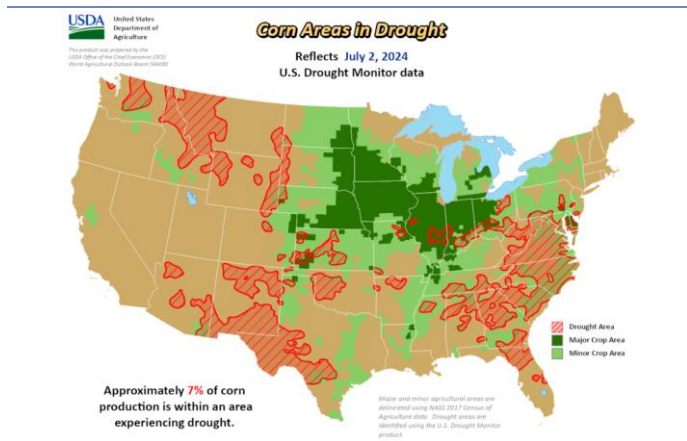 USDA
United States
Department of
Agriculture
This product was prepared by the
USDA Office of the Chief Economist (OCE)
World Agricultural Outlook Board (WAOB)
Corn Areas in Drought
Reflects July 2, 2024
U.S. Drought Monitor data
Drought Area
Major Crop Area
Minor Crop Area
Approximately 7% of corn
production is within an area
experiencing drought.
Major and minor agricultural areas are
delineated using NASS 2017 Census of
Agriculture data. Drought areas are
identified using the U.S. Drought Monitor
product.